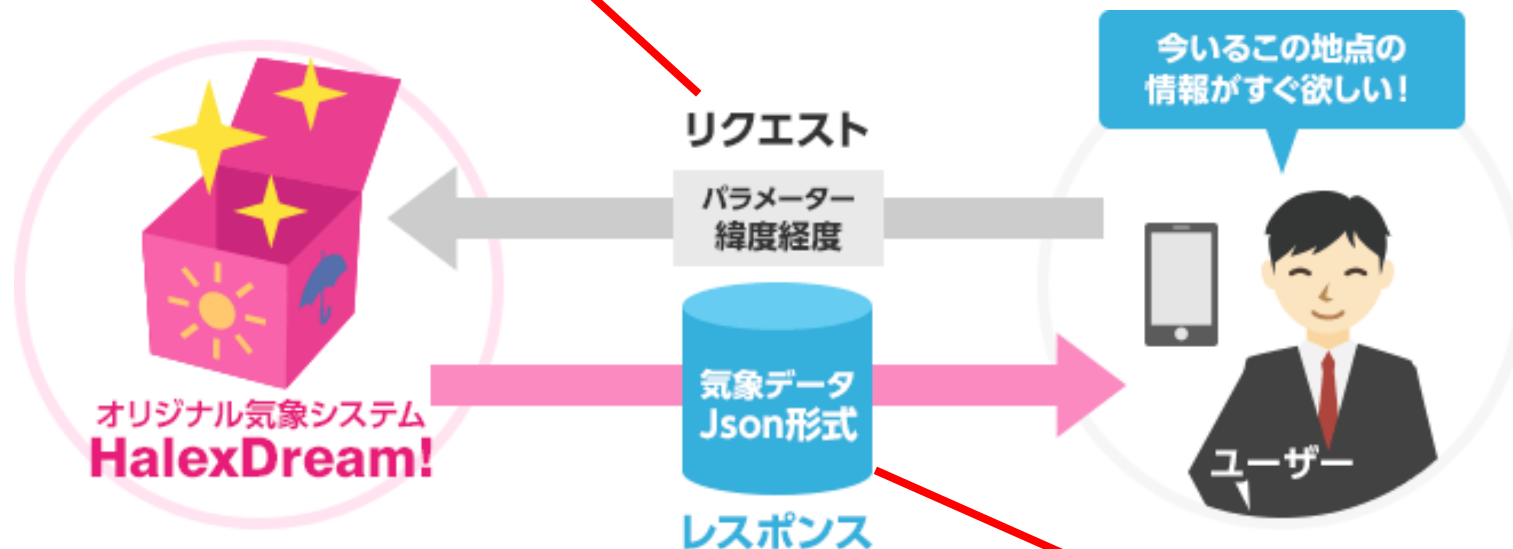 今いるこの地点の
情報がすぐ欲しい！
リクエスト
パラメーター
緯度経度
気象データ
Json形式
レスポンス
オリジナル気象システム
HalexDream!
ユーザー